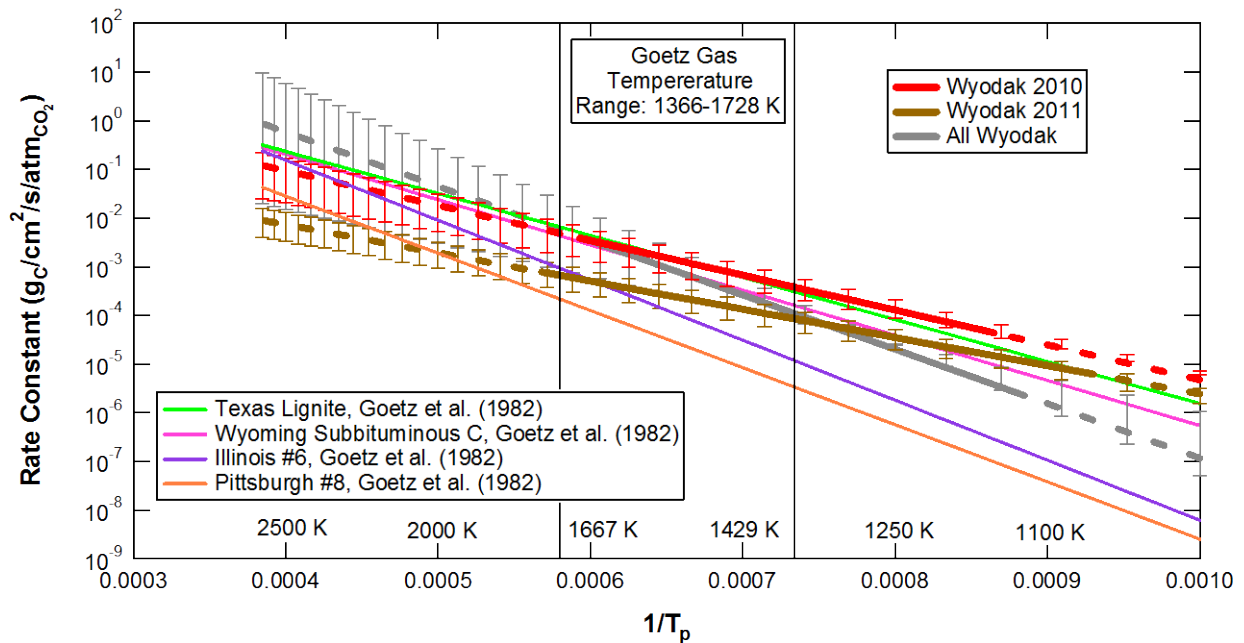 10^2
10^1
10^0
10^-1
10^-2
10^-3
10^-4
10^-5
10^-6
10^-7
10^-8
10^-9
Rate Constant (g_C/cm^2/s/atm_CO_2)
Goetz Gas
Tempererature
Range: 1366-1728 K
Wyodak 2010
Wyodak 2011
All Wyodak
Texas Lignite, Goetz et al. (1982)
Wyoming Subbituminous C, Goetz et al. (1982)
Illinois #6, Goetz et al. (1982)
Pittsburgh #8, Goetz et al. (1982)
2500 K 2000 K 1667 K 1429 K 1250 K 1100 K
0.0003 0.0004 0.0005 0.0006 0.0007 0.0008 0.0009 0.0010
1/T_p